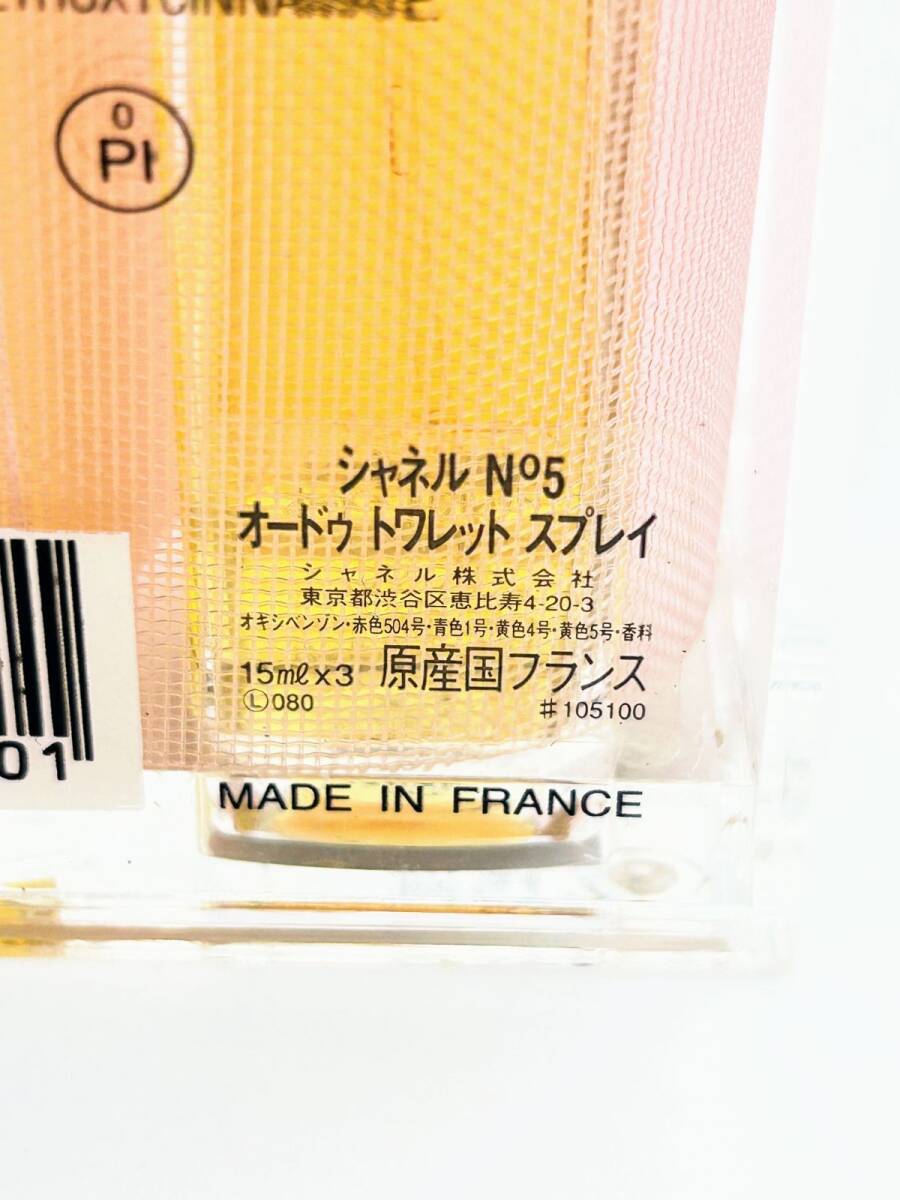 0
シャネル Nº5
オードゥ トワレット スプレイ
シャネル株式会社
東京都渋谷区恵比寿4-20-3
オキシベンゾン・赤色504号・青色1号・黄色4号・黄色5号・香料
15mℓx3 原産国フランス
Ⓛ080 #105100
01
MADE IN FRANCE